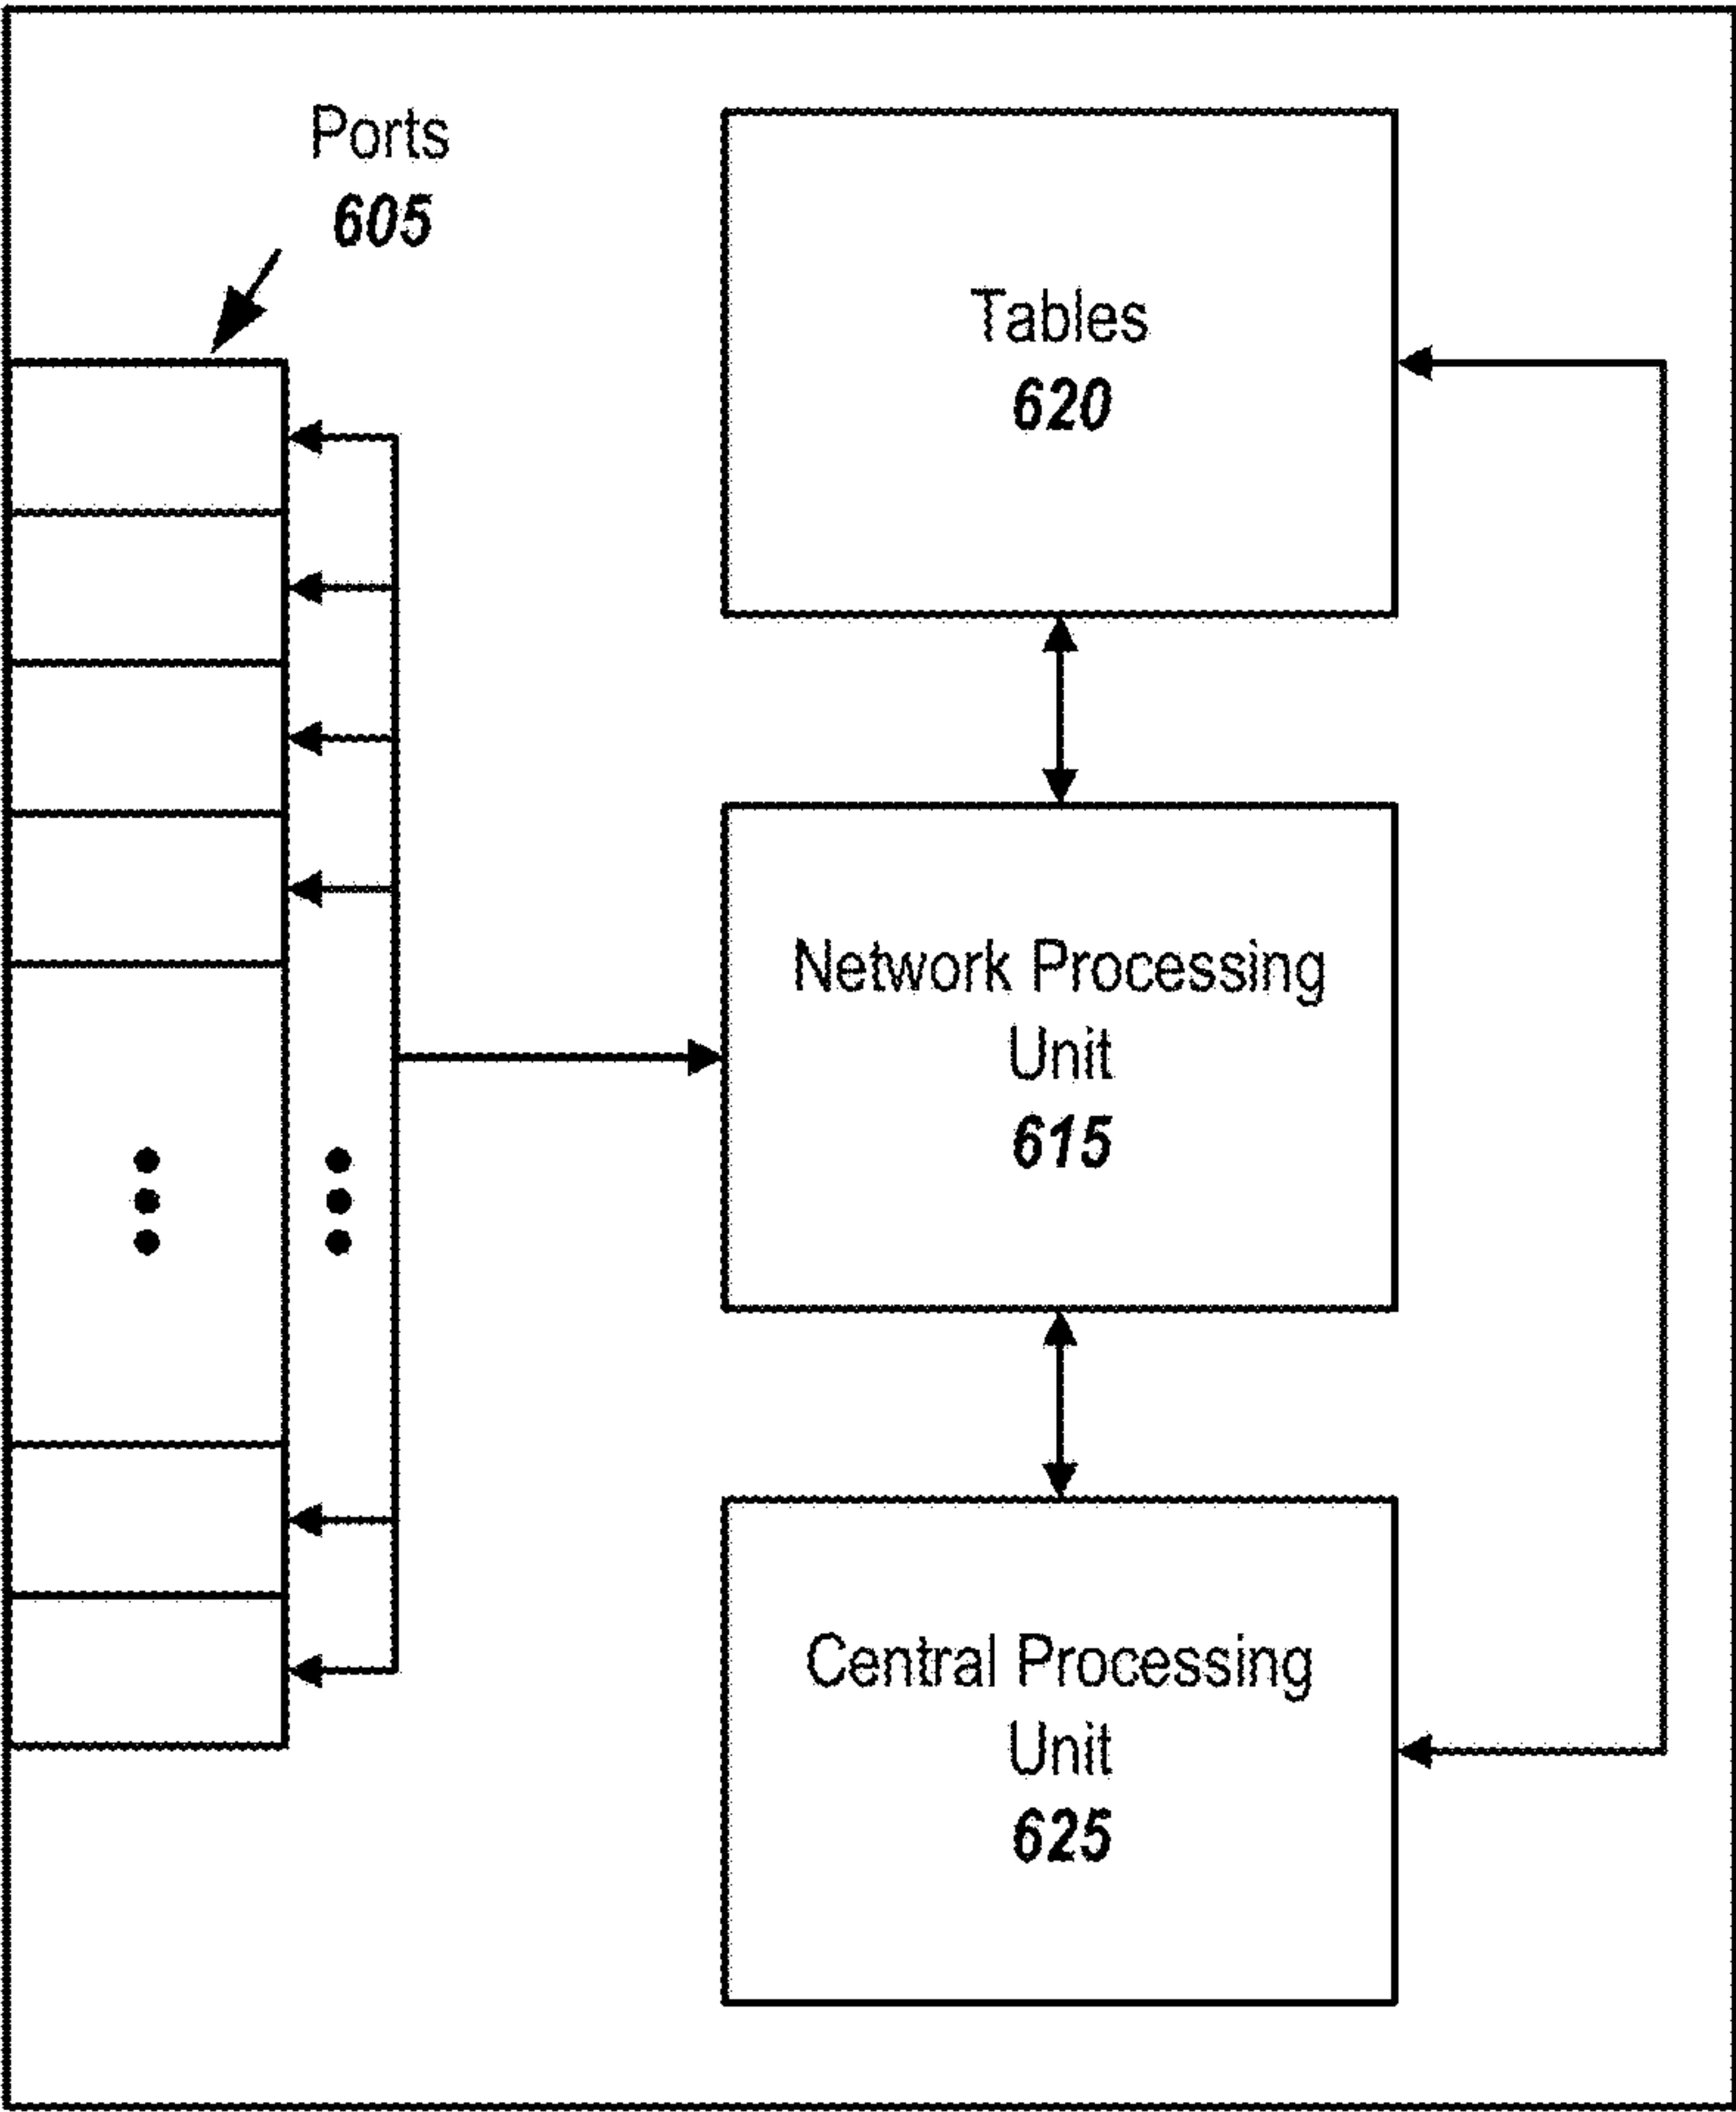 Ports
605
Tables
620
Network Processing
Unit
615
Central Processing
Unit
625